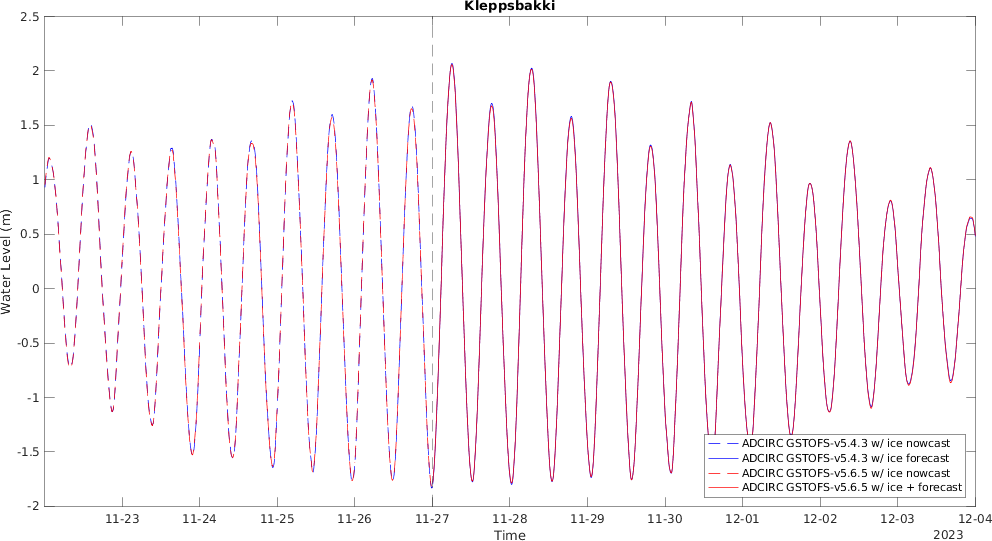 Kleppsbakki
2.5
2
1.5
1
0.5
0
-0.5
-1
-1.5
-2
Water Level (m)
11-23 11-24 11-25 11-26 11-27 11-28 11-29 11-30 12-01 12-02 12-03 12-04
Time
2023
ADCIRC GSTOFS-v5.4.3 w/ ice nowcast
ADCIRC GSTOFS-v5.4.3 w/ ice forecast
ADCIRC GSTOFS-v5.6.5 w/ ice nowcast
ADCIRC GSTOFS-v5.6.5 w/ ice + forecast